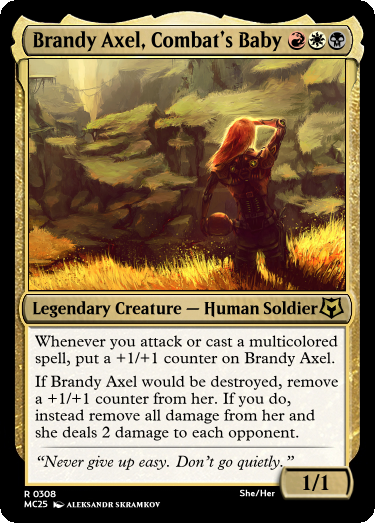 Brandy Axel, Combat's Baby
Legendary Creature — Human Soldier
Whenever you attack or cast a multicolored
spell, put a +1/+1 counter on Brandy Axel.
If Brandy Axel would be destroyed, remove
a +1/+1 counter from her. If you do,
instead remove all damage from her and
she deals 2 damage to each opponent.
“Never give up easy. Don't go quietly.”
1/1
R 0308
She/Her
MC25
ALEKSANDR SKRAMKOV